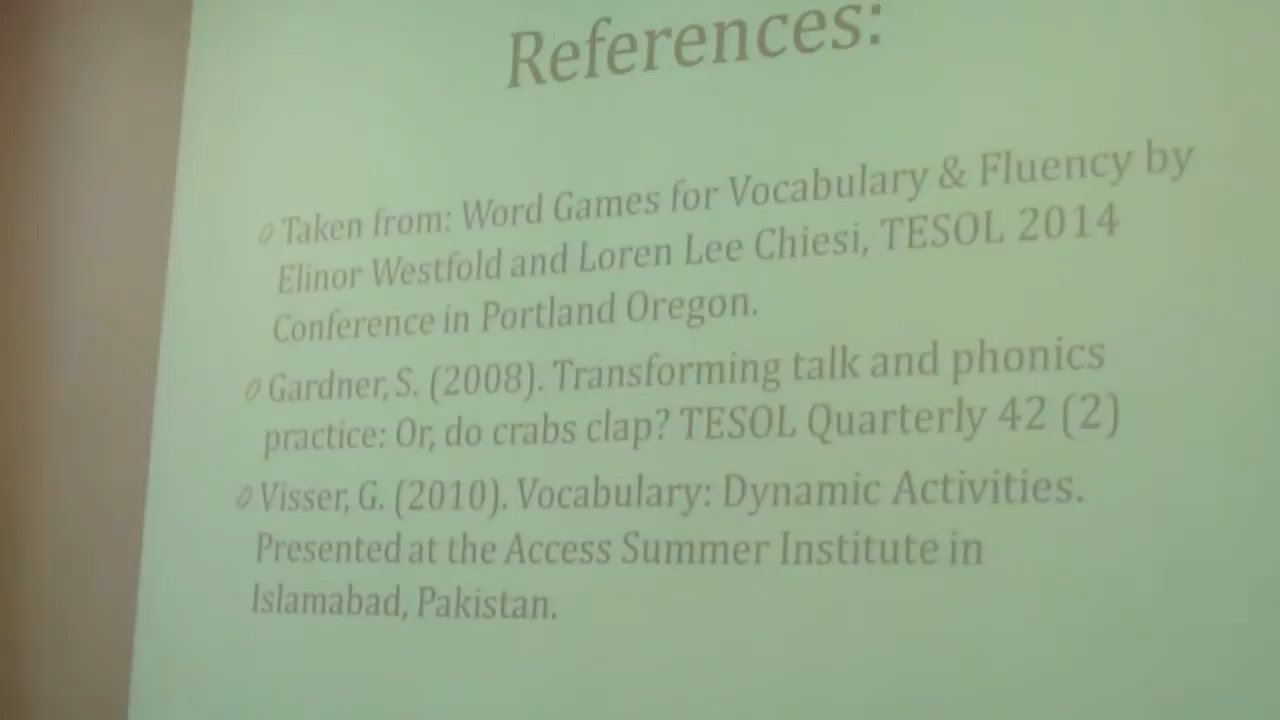 References:
Taken from: Word Games for Vocabulary & Fluency by
Elinor Westfold and Loren Lee Chiesi, TESOL 2014
Conference in Portland Oregon.
Gardner, S. (2008). Transforming talk and phonics
practice: Or, do crabs clap? TESOL Quarterly 42 (2)
Visser, G. (2010). Vocabulary: Dynamic Activities.
Presented at the Access Summer Institute in
Islamabad, Pakistan.